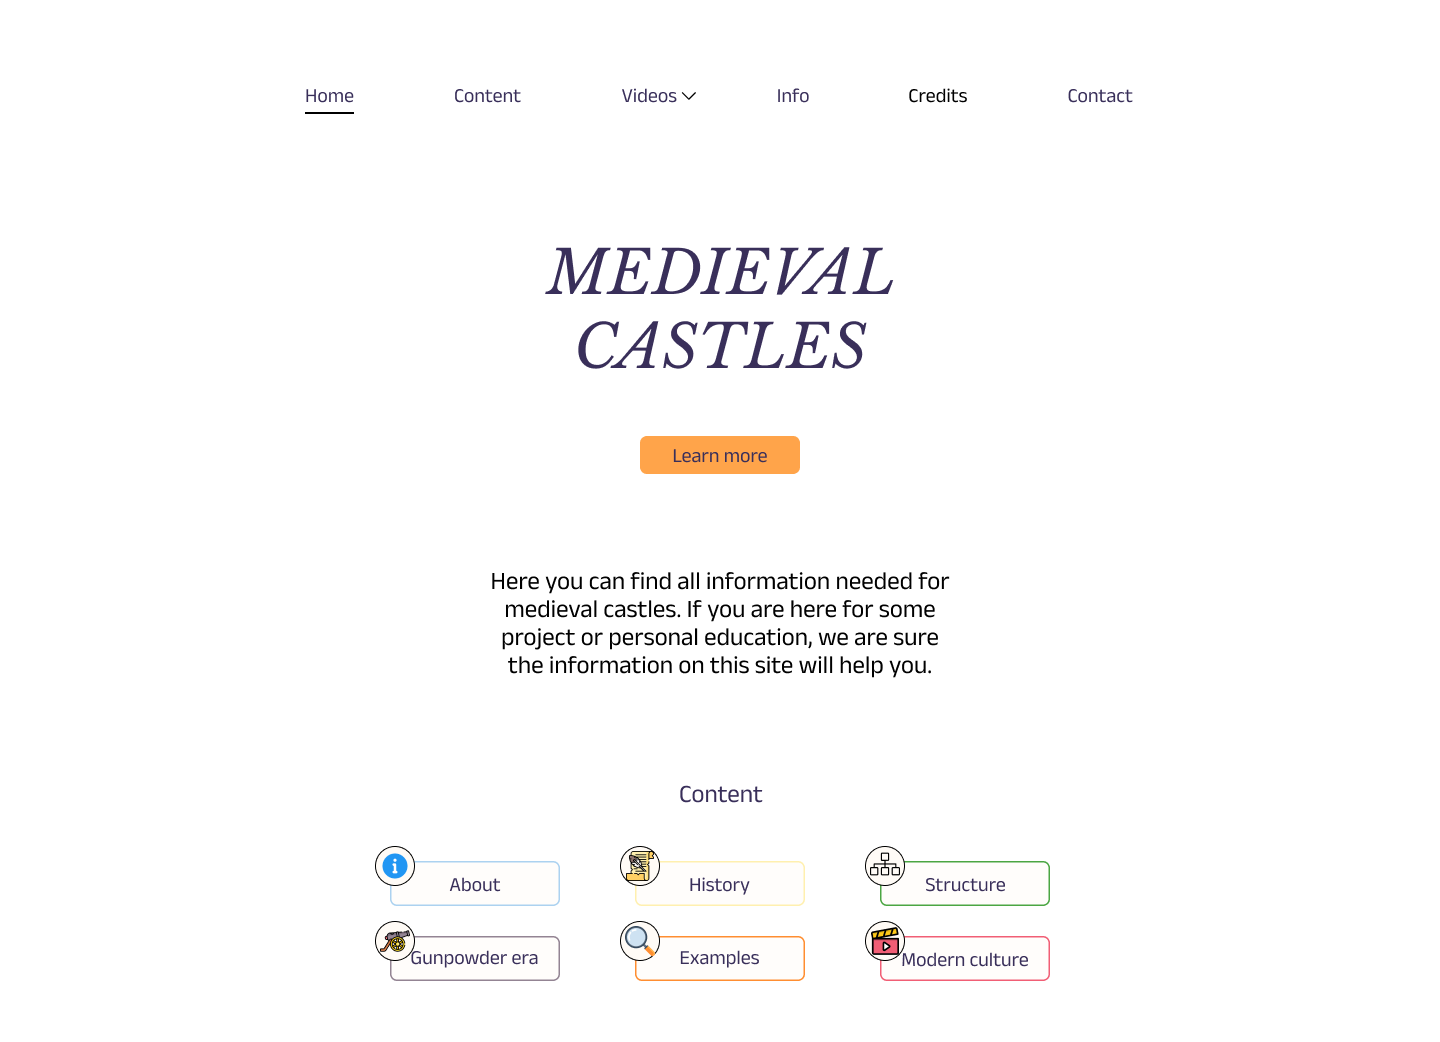 Home Content Videos Info Credits Contact
MEDIEVAL
CASTLES
Learn more
Here you can find all information needed for
medieval castles. If you are here for some
project or personal education, we are sure
the information on this site will help you.
Content
About History Structure
Gunpowder era Examples Modern culture